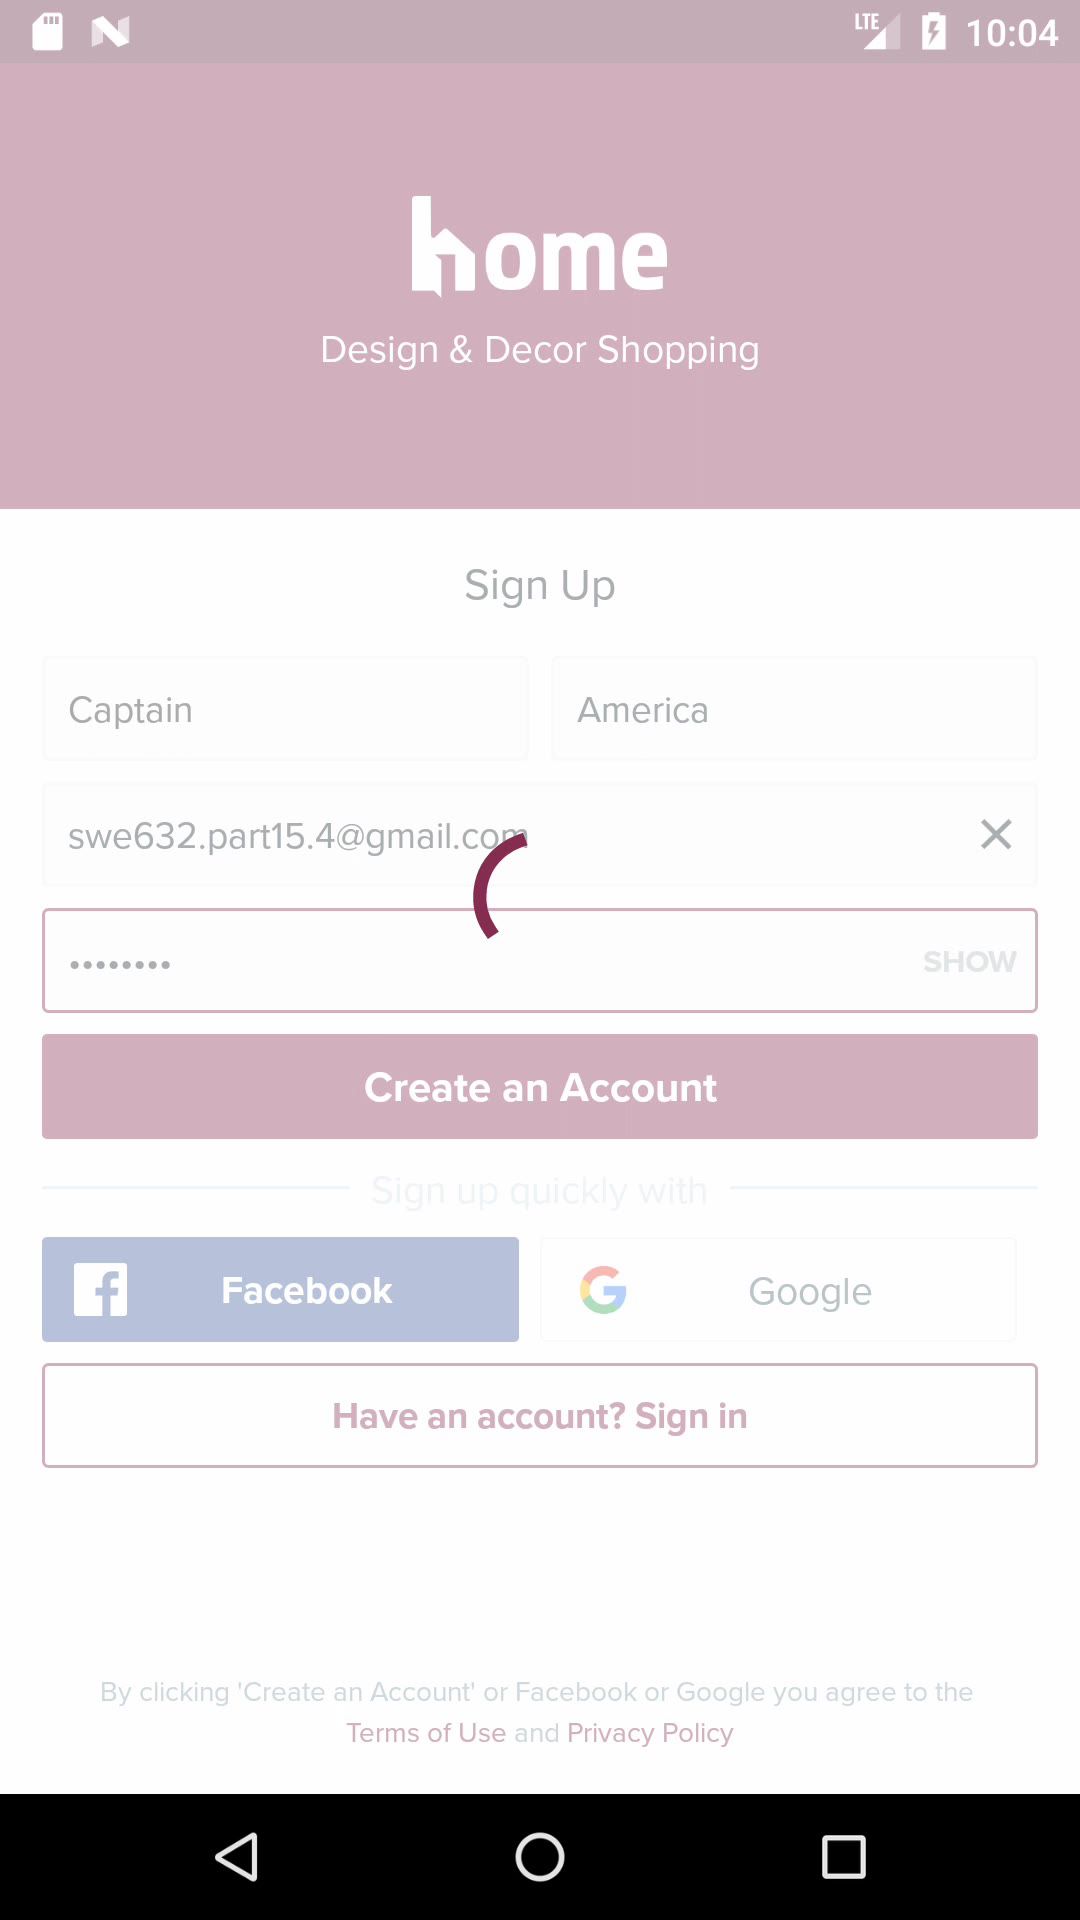 LTE 10:04
home
Design & Decor Shopping
Sign Up
Captain America
swe632.part15.4@gmail.com
•••••••• SHOW
Create an Account
Sign up quickly with
Facebook Google
Have an account? Sign in
By clicking 'Create an Account' or Facebook or Google you agree to the
Terms of Use and Privacy Policy